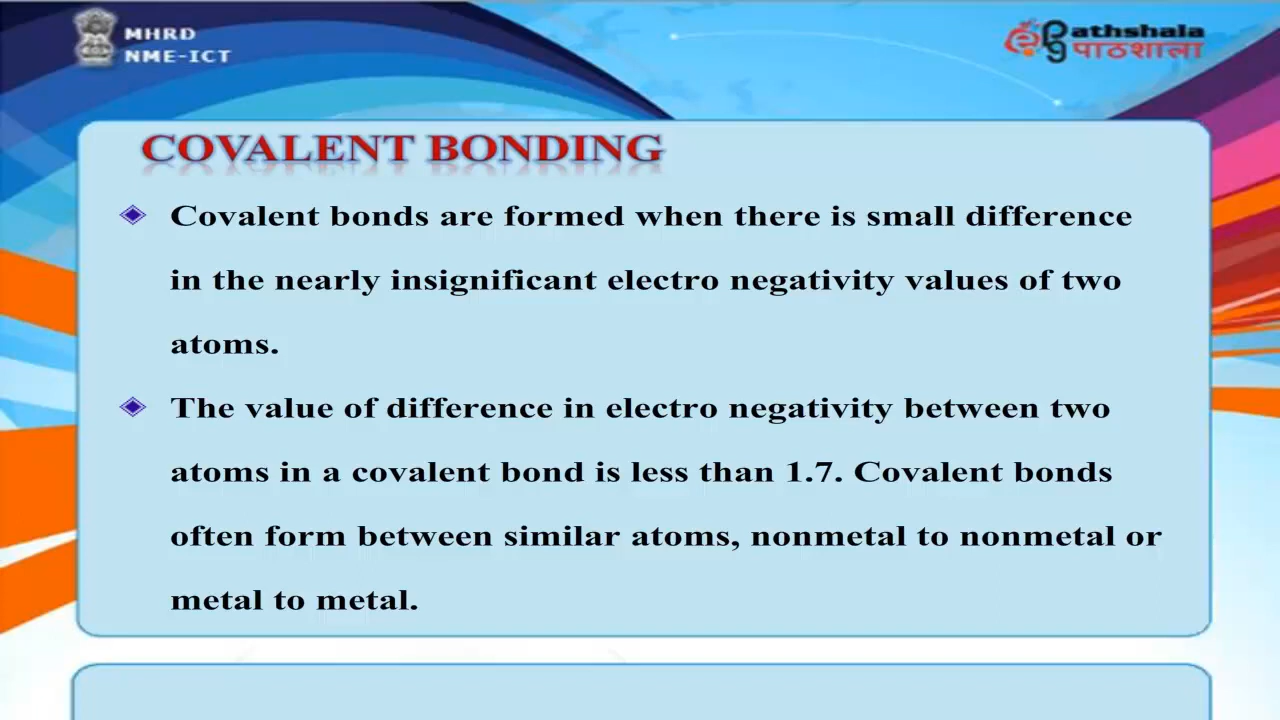 MHRD
NME-ICT
ePG athshala
पाठशाला
COVALENT BONDING
Covalent bonds are formed when there is small difference
in the nearly insignificant electro negativity values of two
atoms.
The value of difference in electro negativity between two
atoms in a covalent bond is less than 1.7. Covalent bonds
often form between similar atoms, nonmetal to nonmetal or
metal to metal.